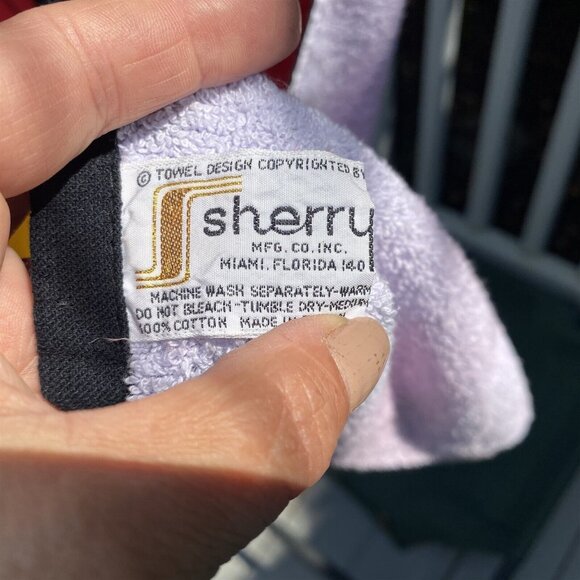 © TOWEL DESIGN COPYRIGHTED BY
sherry
MFG. CO. INC.
MIAMI, FLORIDA 140
MACHINE WASH SEPARATELY-WARM
DO NOT BLEACH-TUMBLE DRY-MEDIUM
100% COTTON MADE IN